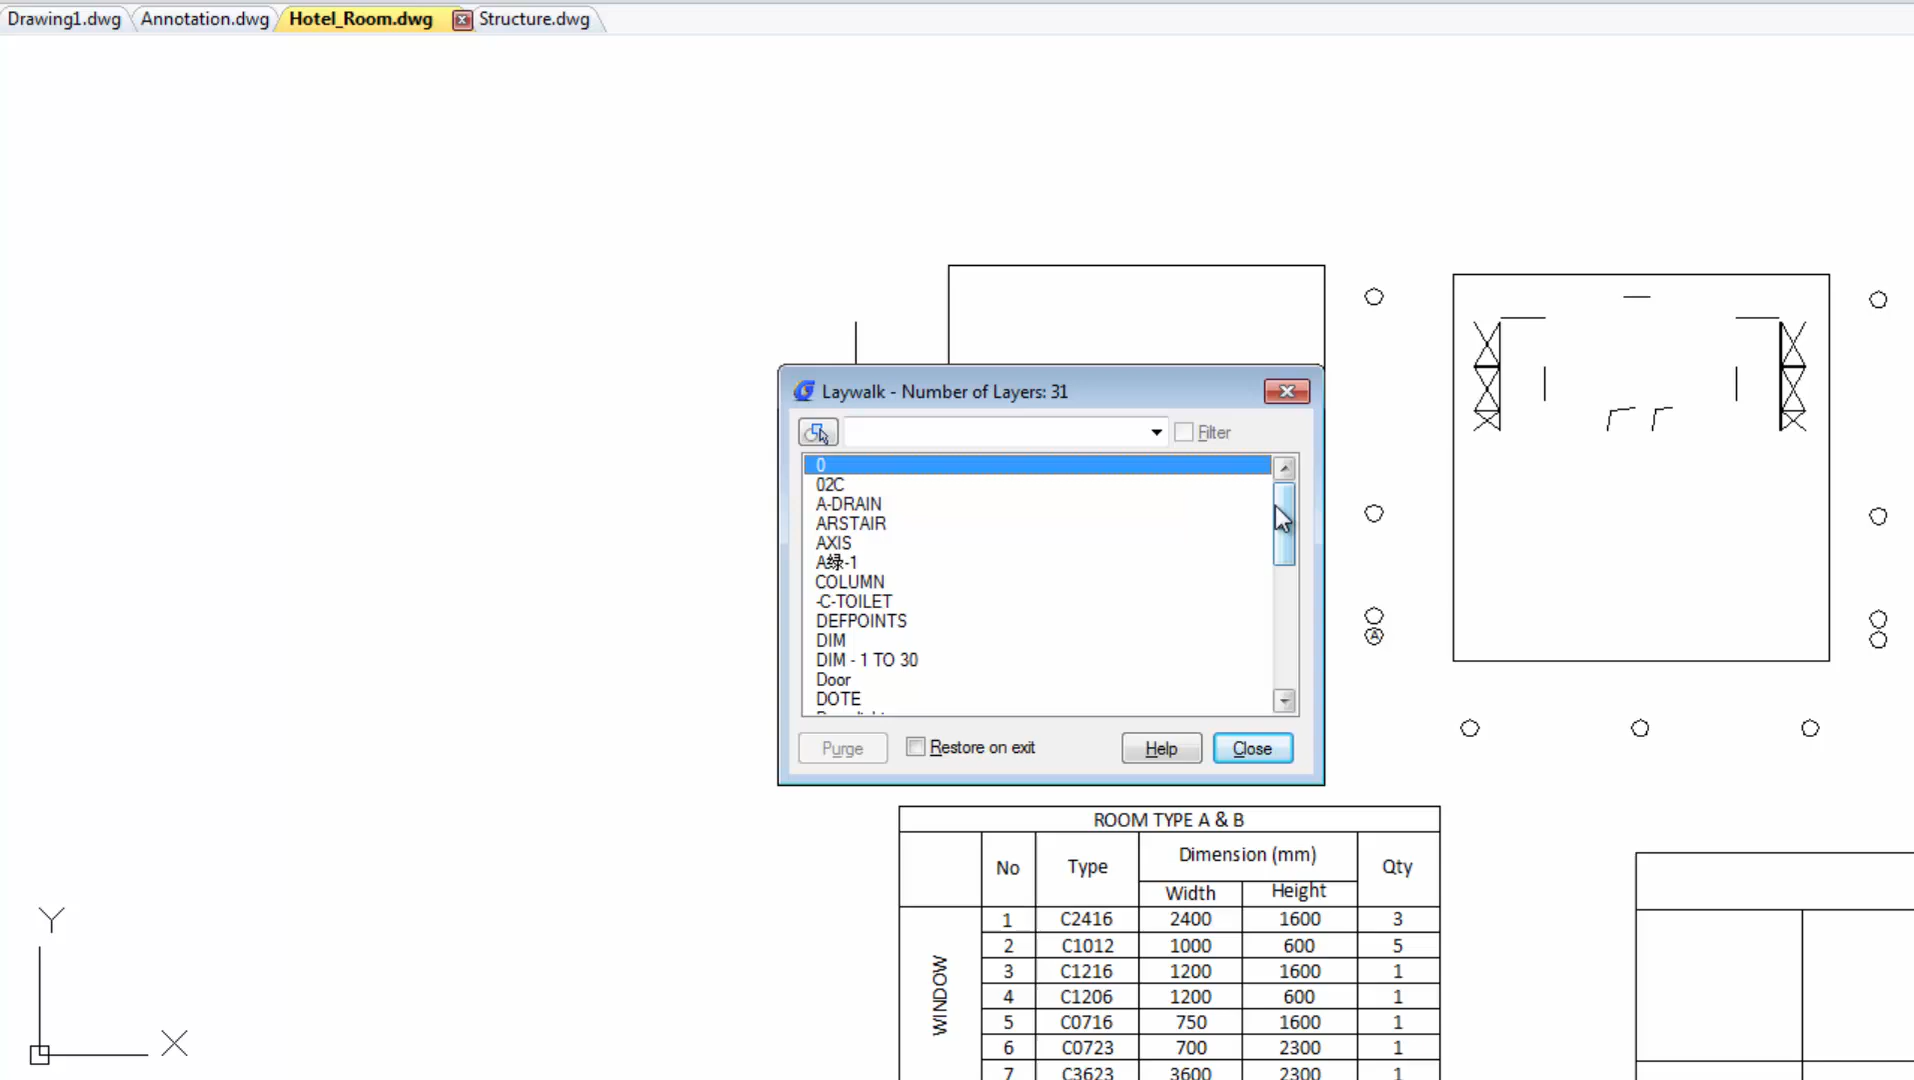 Drawing1.dwg Annotation.dwg Hotel_Room.dwg Structure.dwg
Laywalk - Number of Layers: 31
Filter
0
02C
A-DRAIN
ARSTAIR
AXIS
A绿-1
COLUMN
-C-TOILET
DEFPOINTS
DIM
DIM - 1 TO 30
Door
DOTE
Purge Restore on exit Help Close
A
ROOM TYPE A & B
No Type Dimension (mm) Qty
Width Height
WINDOW
1 C2416 2400 1600 3
2 C1012 1000 600 5
3 C1216 1200 1600 1
4 C1206 1200 600 1
5 C0716 750 1600 1
6 C0723 700 2300 1
7 C3623 3600 2300 1
Y
X